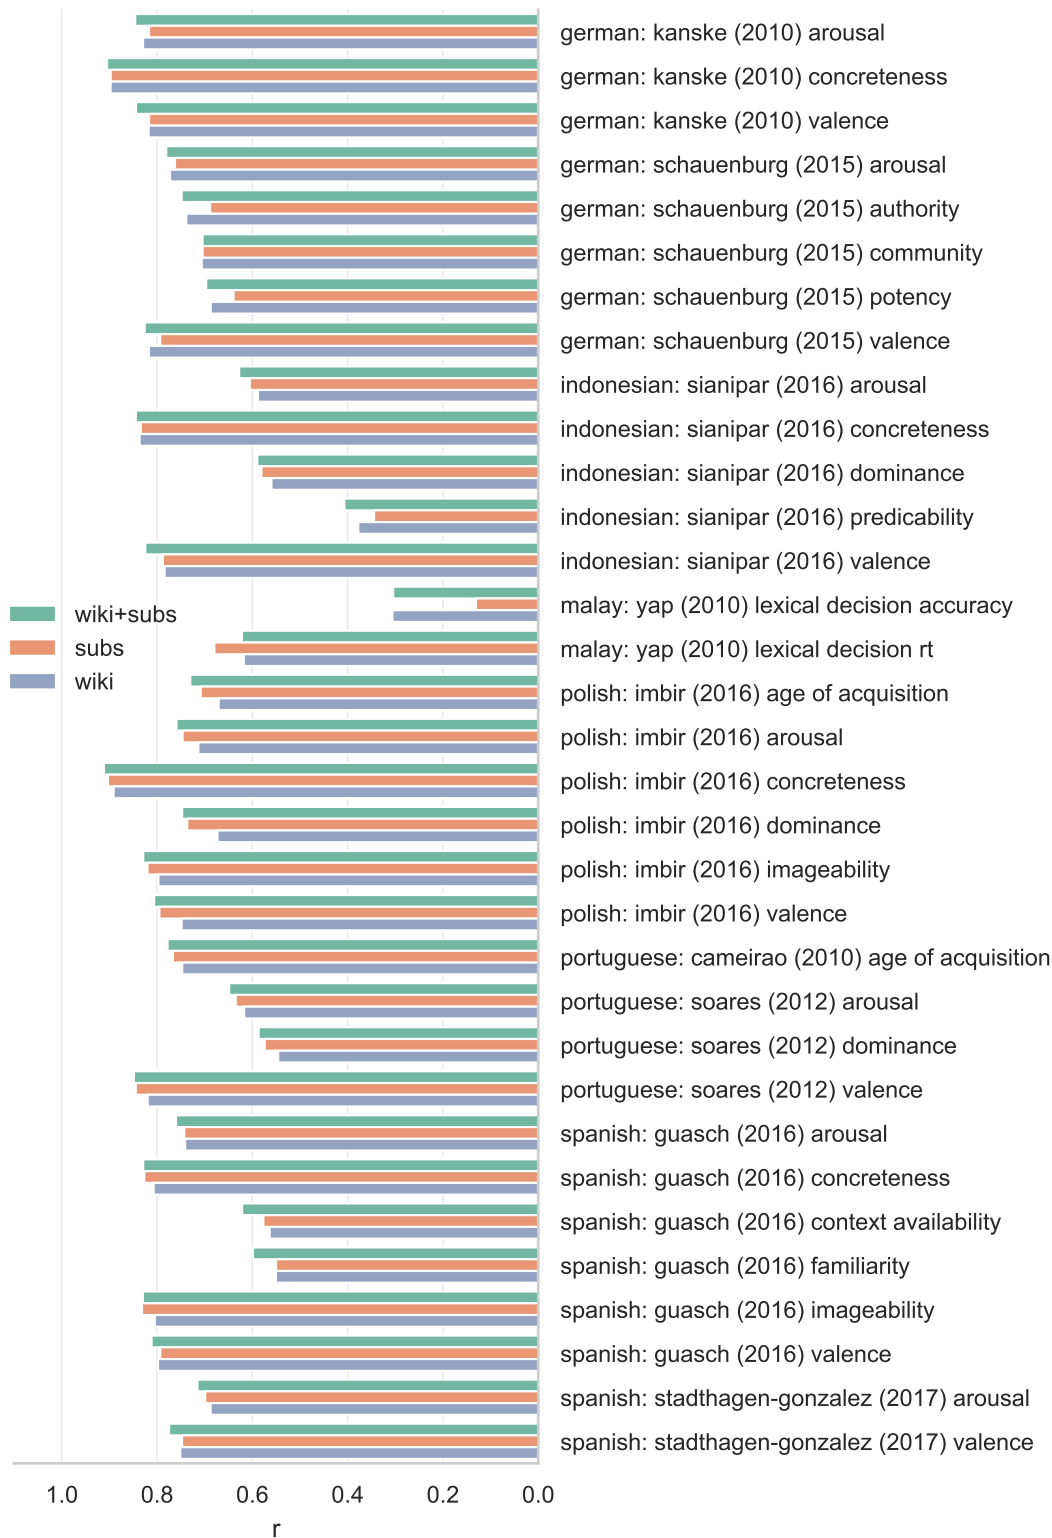 german: kanske (2010) arousal
german: kanske (2010) concreteness
german: kanske (2010) valence
german: schauenburg (2015) arousal
german: schauenburg (2015) authority
german: schauenburg (2015) community
german: schauenburg (2015) potency
german: schauenburg (2015) valence
indonesian: sianipar (2016) arousal
indonesian: sianipar (2016) concreteness
indonesian: sianipar (2016) dominance
indonesian: sianipar (2016) predicability
indonesian: sianipar (2016) valence
malay: yap (2010) lexical decision accuracy
malay: yap (2010) lexical decision rt
polish: imbir (2016) age of acquisition
polish: imbir (2016) arousal
polish: imbir (2016) concreteness
polish: imbir (2016) dominance
polish: imbir (2016) imageability
polish: imbir (2016) valence
portuguese: cameirao (2010) age of acquisition
portuguese: soares (2012) arousal
portuguese: soares (2012) dominance
portuguese: soares (2012) valence
spanish: guasch (2016) arousal
spanish: guasch (2016) concreteness
spanish: guasch (2016) context availability
spanish: guasch (2016) familiarity
spanish: guasch (2016) imageability
spanish: guasch (2016) valence
spanish: stadthagen-gonzalez (2017) arousal
spanish: stadthagen-gonzalez (2017) valence
wiki+subs
subs
wiki
1.0 0.8 0.6 0.4 0.2 0.0
r